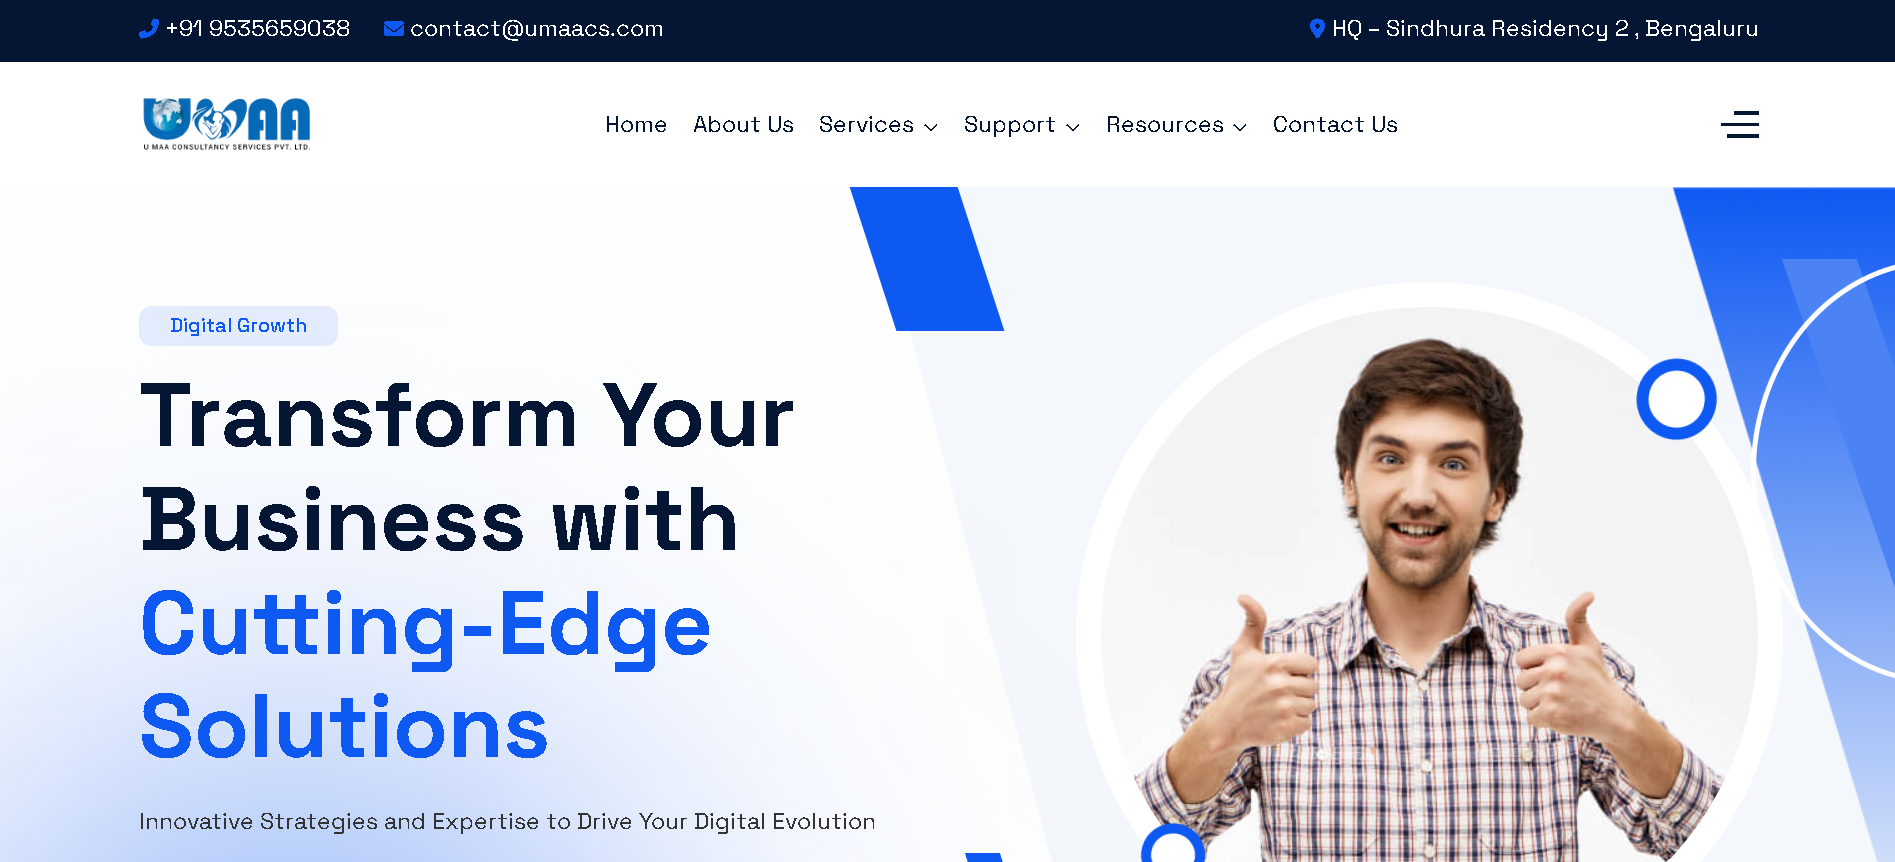 +91 9535659038
contact@umaacs.com
HQ – Sindhura Residency 2 , Bengaluru
UMAA
U MAA CONSULTANCY SERVICES PVT. LTD.
Home
About Us
Services
Support
Resources
Contact Us
Digital Growth
Transform Your
Business with
Cutting-Edge
Solutions
Innovative Strategies and Expertise to Drive Your Digital Evolution